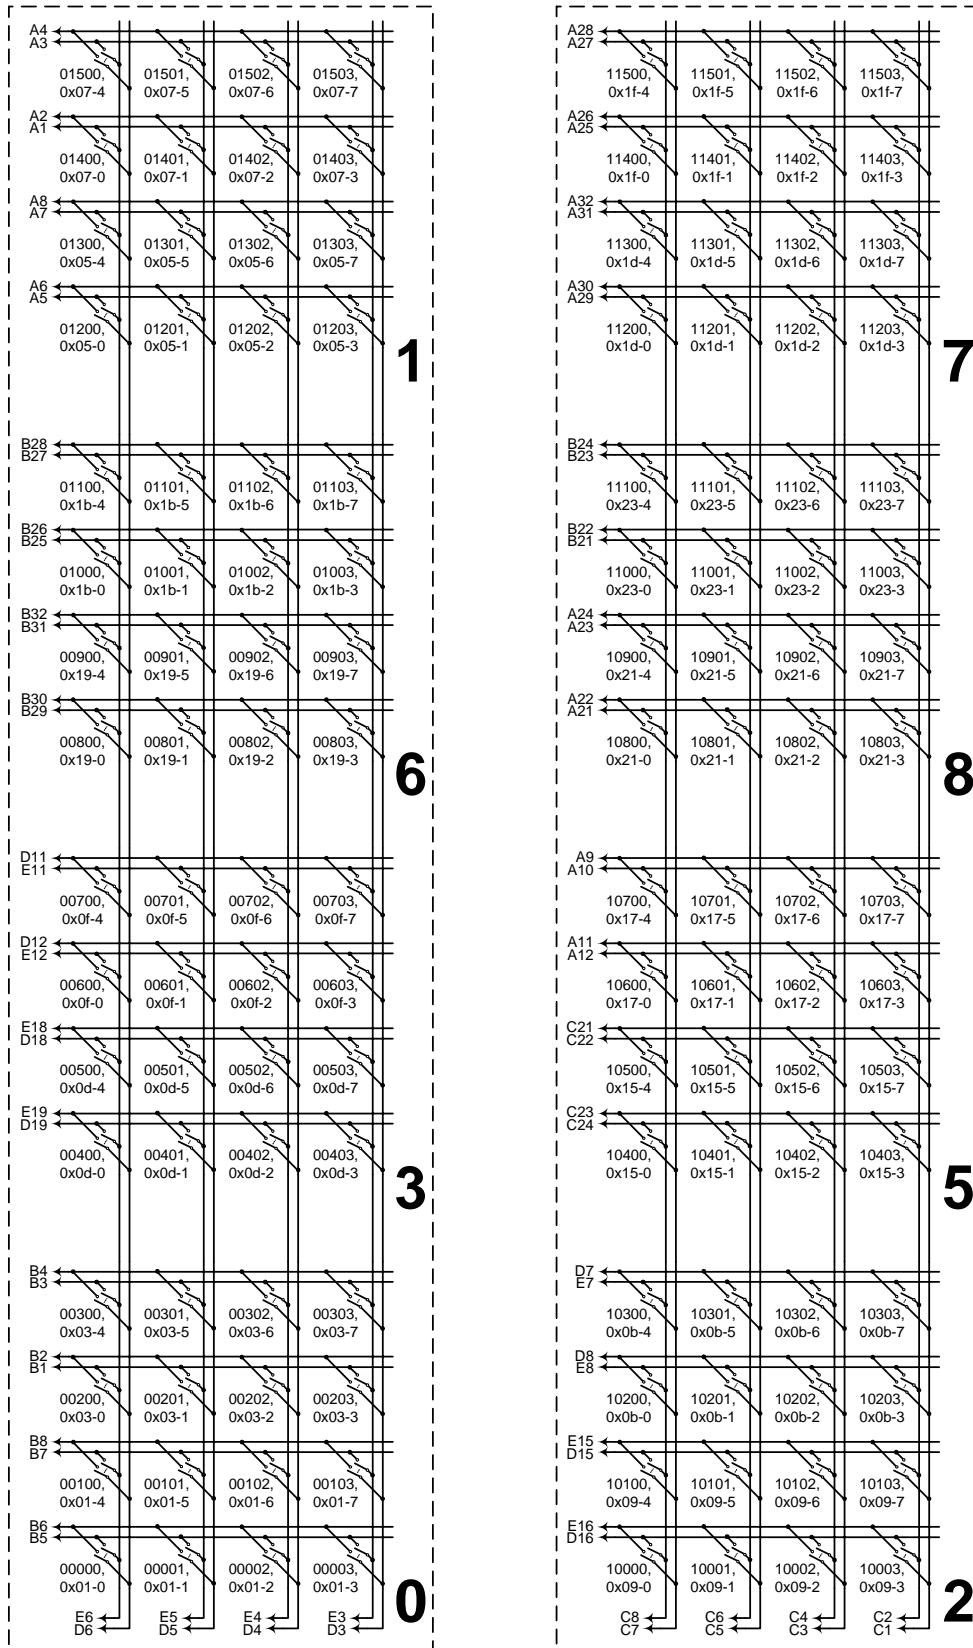 A4
A3
01500, 01501, 01502, 01503,
0x07-4 0x07-5 0x07-6 0x07-7
A2
A1
01400, 01401, 01402, 01403,
0x07-0 0x07-1 0x07-2 0x07-3
A8
A7
01300, 01301, 01302, 01303,
0x05-4 0x05-5 0x05-6 0x05-7
A6
A5
01200, 01201, 01202, 01203,
0x05-0 0x05-1 0x05-2 0x05-3
1
B28
B27
01100, 01101, 01102, 01103,
0x1b-4 0x1b-5 0x1b-6 0x1b-7
B26
B25
01000, 01001, 01002, 01003,
0x1b-0 0x1b-1 0x1b-2 0x1b-3
B32
B31
00900, 00901, 00902, 00903,
0x19-4 0x19-5 0x19-6 0x19-7
B30
B29
00800, 00801, 00802, 00803,
0x19-0 0x19-1 0x19-2 0x19-3
6
D11
E11
00700, 00701, 00702, 00703,
0x0f-4 0x0f-5 0x0f-6 0x0f-7
D12
E12
00600, 00601, 00602, 00603,
0x0f-0 0x0f-1 0x0f-2 0x0f-3
E18
D18
00500, 00501, 00502, 00503,
0x0d-4 0x0d-5 0x0d-6 0x0d-7
E19
D19
00400, 00401, 00402, 00403,
0x0d-0 0x0d-1 0x0d-2 0x0d-3
3
B4
B3
00300, 00301, 00302, 00303,
0x03-4 0x03-5 0x03-6 0x03-7
B2
B1
00200, 00201, 00202, 00203,
0x03-0 0x03-1 0x03-2 0x03-3
B8
B7
00100, 00101, 00102, 00103,
0x01-4 0x01-5 0x01-6 0x01-7
B6
B5
00000, 00001, 00002, 00003,
0x01-0 0x01-1 0x01-2 0x01-3
0
E6 E5 E4 E3
D6 D5 D4 D3
A28
A27
11500, 11501, 11502, 11503,
0x1f-4 0x1f-5 0x1f-6 0x1f-7
A26
A25
11400, 11401, 11402, 11403,
0x1f-0 0x1f-1 0x1f-2 0x1f-3
A32
A31
11300, 11301, 11302, 11303,
0x1d-4 0x1d-5 0x1d-6 0x1d-7
A30
A29
11200, 11201, 11202, 11203,
0x1d-0 0x1d-1 0x1d-2 0x1d-3
7
B24
B23
11100, 11101, 11102, 11103,
0x23-4 0x23-5 0x23-6 0x23-7
B22
B21
11000, 11001, 11002, 11003,
0x23-0 0x23-1 0x23-2 0x23-3
A24
A23
10900, 10901, 10902, 10903,
0x21-4 0x21-5 0x21-6 0x21-7
A22
A21
10800, 10801, 10802, 10803,
0x21-0 0x21-1 0x21-2 0x21-3
8
A9
A10
10700, 10701, 10702, 10703,
0x17-4 0x17-5 0x17-6 0x17-7
A11
A12
10600, 10601, 10602, 10603,
0x17-0 0x17-1 0x17-2 0x17-3
C21
C22
10500, 10501, 10502, 10503,
0x15-4 0x15-5 0x15-6 0x15-7
C23
C24
10400, 10401, 10402, 10403,
0x15-0 0x15-1 0x15-2 0x15-3
5
D7
E7
10300, 10301, 10302, 10303,
0x0b-4 0x0b-5 0x0b-6 0x0b-7
D8
E8
10200, 10201, 10202, 10203,
0x0b-0 0x0b-1 0x0b-2 0x0b-3
E15
D15
10100, 10101, 10102, 10103,
0x09-4 0x09-5 0x09-6 0x09-7
E16
D16
10000, 10001, 10002, 10003,
0x09-0 0x09-1 0x09-2 0x09-3
2
C8 C6 C4 C2
C7 C5 C3 C1